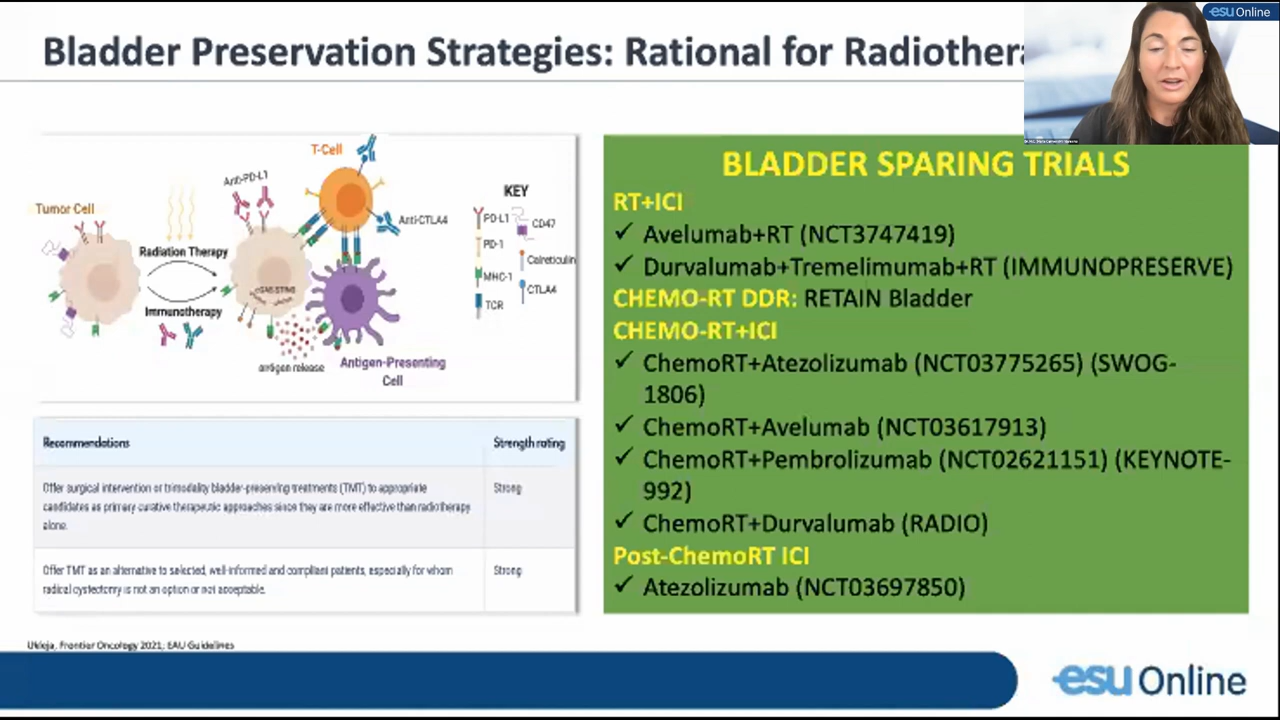 Bladder Preservation Strategies: Rational for Radiothera
esu Online
T-Cell
Anti-PD-L1
KEY
Tumor Cell
Anti-CTLA4
PD-L1
CD47
PD-1
Calreticulin
Radiation Therapy
MHC-1
CTLA4
TCR
Immunotherapy
antigen release
Antigen-Presenting
Cell
Recommendations
Strength rating
Offer surgical intervention or trimodality bladder-preserving treatments (TMT) to appropriate
candidates as primary curative therapeutic approaches since they are more effective than radiotherapy
alone.
Strong
Offer TMT as an alternative to selected, well-informed and compliant patients, especially for whom
radical cystectomy is not an option or not acceptable.
Strong
BLADDER SPARING TRIALS
RT+ICI
✓ Avelumab+RT (NCT3747419)
✓ Durvalumab+Tremelimumab+RT (IMMUNOPRESERVE)
CHEMO-RT DDR: RETAIN Bladder
CHEMO-RT+ICI
✓ ChemoRT+Atezolizumab (NCT03775265) (SWOG-
1806)
✓ ChemoRT+Avelumab (NCT03617913)
✓ ChemoRT+Pembrolizumab (NCT02621151) (KEYNOTE-
992)
✓ ChemoRT+Durvalumab (RADIO)
Post-ChemoRT ICI
✓ Atezolizumab (NCT03697850)
Ukleja, Frontier Oncology 2021; EAU Guidelines
esu Online